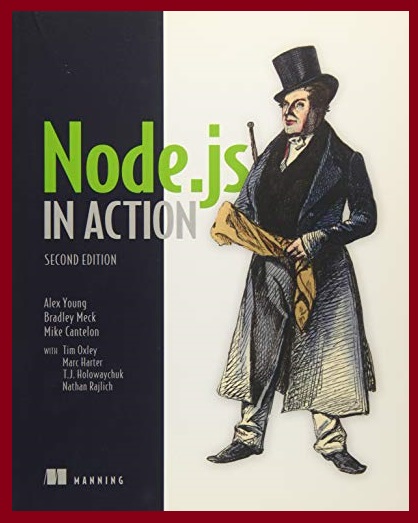 Node.js
IN ACTION
SECOND EDITION
Alex Young
Bradley Meck
Mike Cantelon
WITH Tim Oxley
Marc Harter
T.J. Holowaychuk
Nathan Rajlich
MANNING